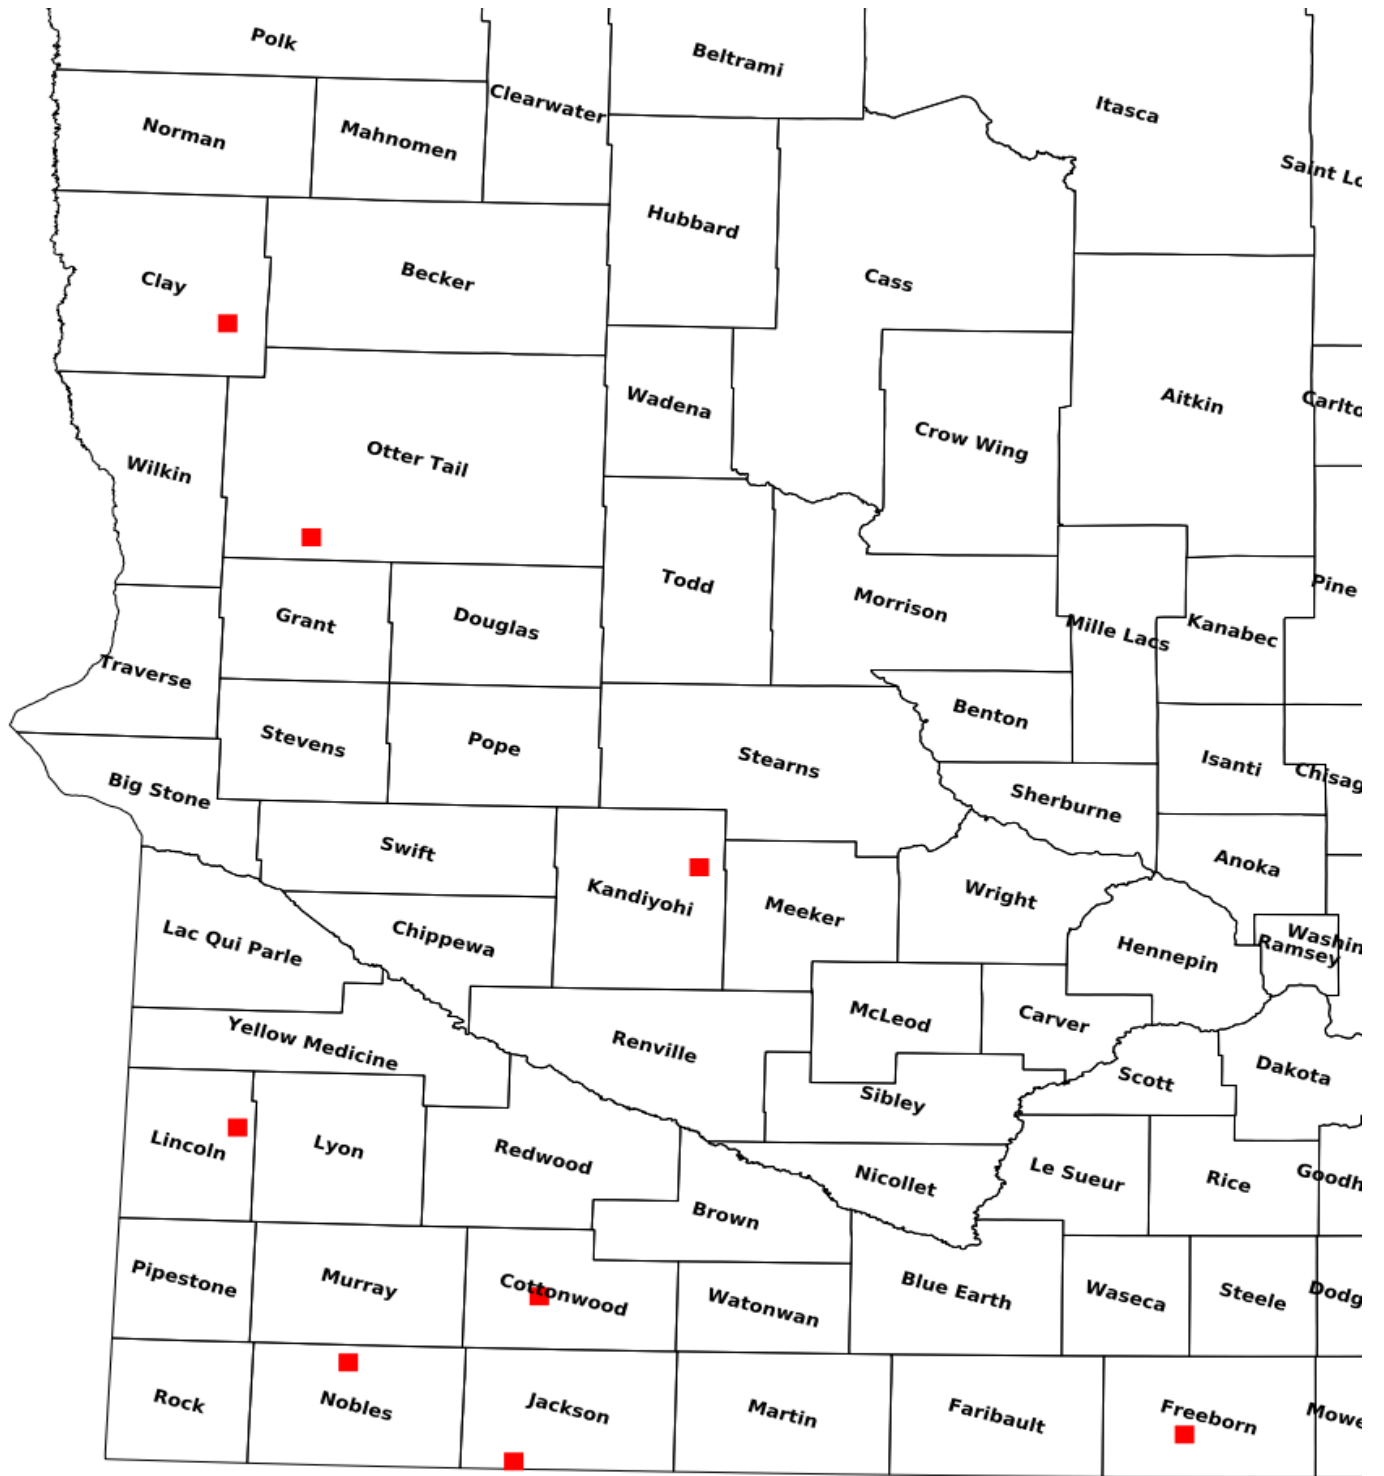 Polk
Beltrami
Clearwater
Itasca
Norman
Mahnomen
Saint Lo
Hubbard
Clay
Becker
Cass
Wadena
Aitkin
Carlto
Crow Wing
Otter Tail
Wilkin
Todd
Pine
Morrison
Grant
Douglas
Mille Lacs
Kanabec
Traverse
Benton
Stevens
Pope
Stearns
Isanti
Chisag
Big Stone
Sherburne
Swift
Anoka
Kandiyohi
Wright
Meeker
Lac Qui Parle
Chippewa
Hennepin
Washin
Ramsey
McLeod
Carver
Yellow Medicine
Renville
Dakota
Scott
Sibley
Lincoln
Lyon
Redwood
Nicollet
Le Sueur
Rice
Goodh
Brown
Pipestone
Murray
Cottonwood
Watonwan
Blue Earth
Waseca
Steele
Dodg
Rock
Nobles
Jackson
Martin
Faribault
Freeborn
Mowe